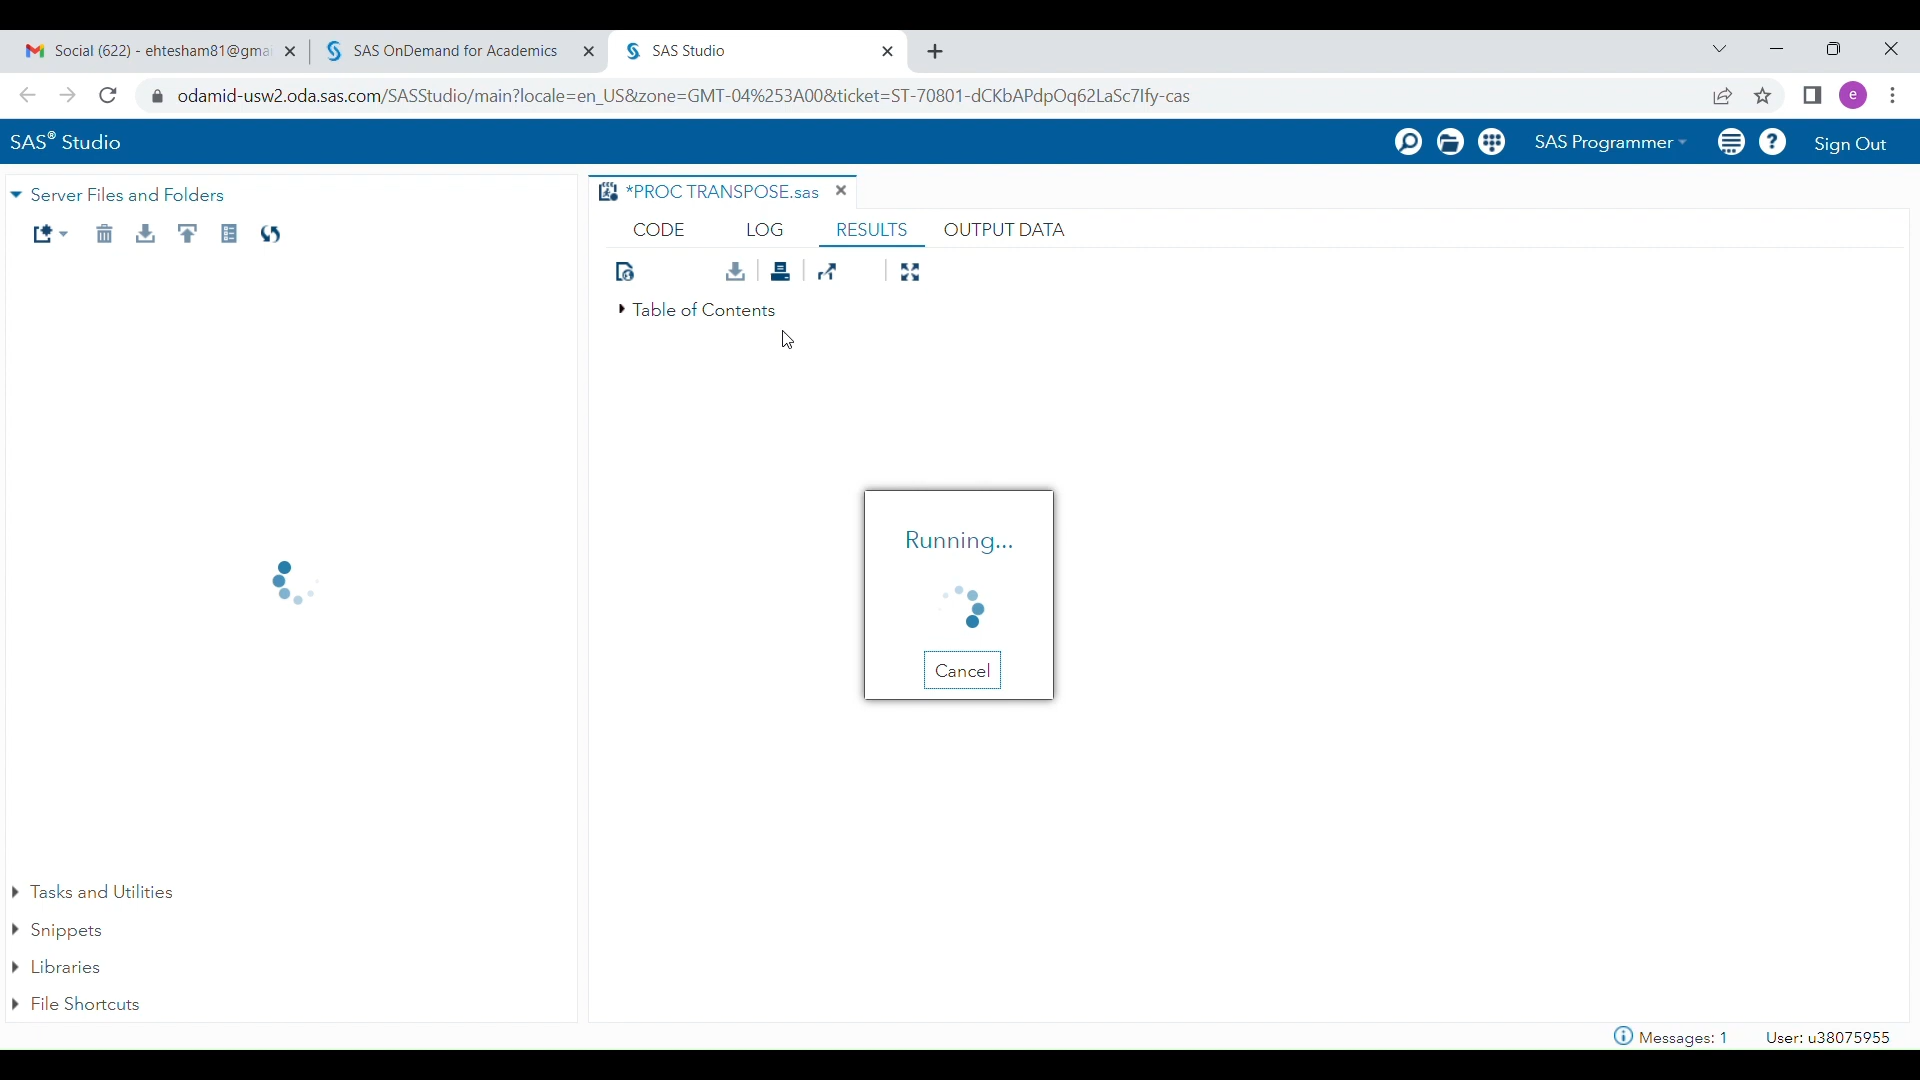 Social (622) - ehtesham81@gmai
SAS OnDemand for Academics
SAS Studio
odamid-usw2.oda.sas.com/SASStudio/main?locale=en_US&zone=GMT-04%253A00&ticket=ST-70801-dCKbAPdpOq62LaSc7Ify-cas
e
SAS® Studio
SAS Programmer
?
Sign Out
Server Files and Folders
*PROC TRANSPOSE.sas
CODE
LOG
RESULTS
OUTPUT DATA
Table of Contents
Running...
Cancel
Tasks and Utilities
Snippets
Libraries
File Shortcuts
Messages: 1
User: u38075955